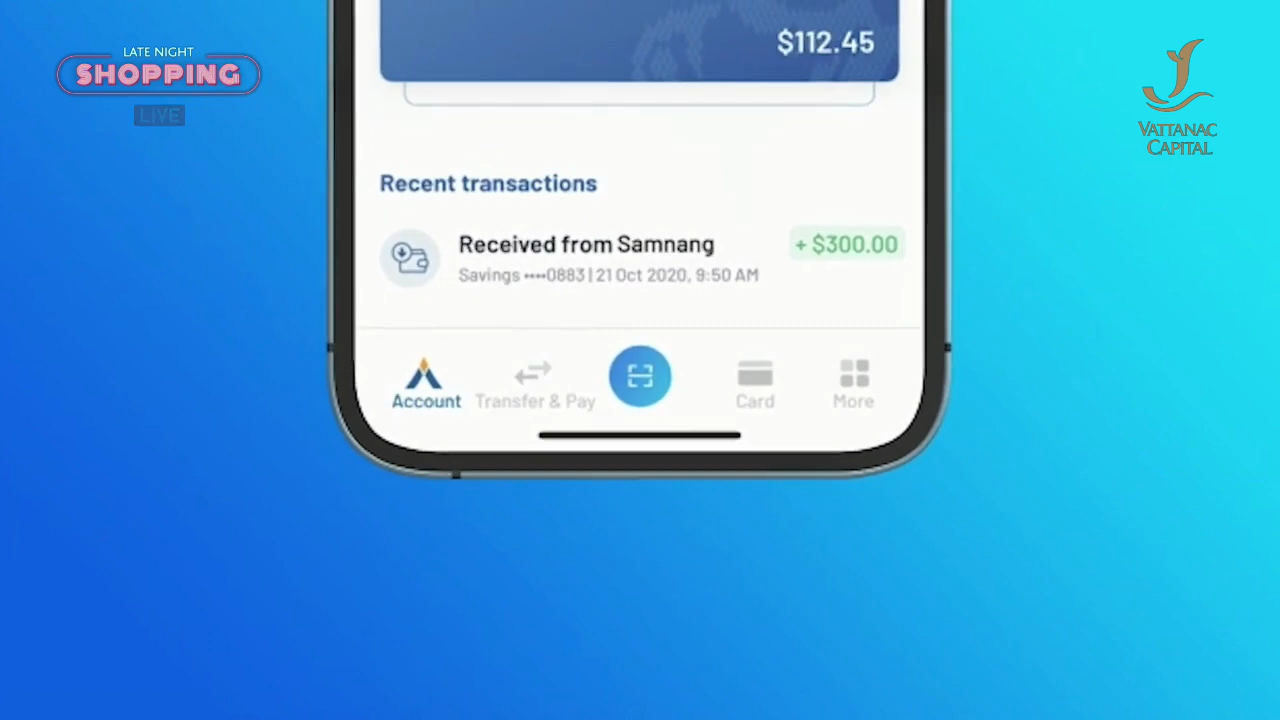 LATE NIGHT
SHOPPING
LIVE
VATTANAC
CAPITAL
$112.45
Recent transactions
Received from Samnang
+ $300.00
Savings ••••0883 | 21 Oct 2020, 9:50 AM
Account
Transfer & Pay
Card
More